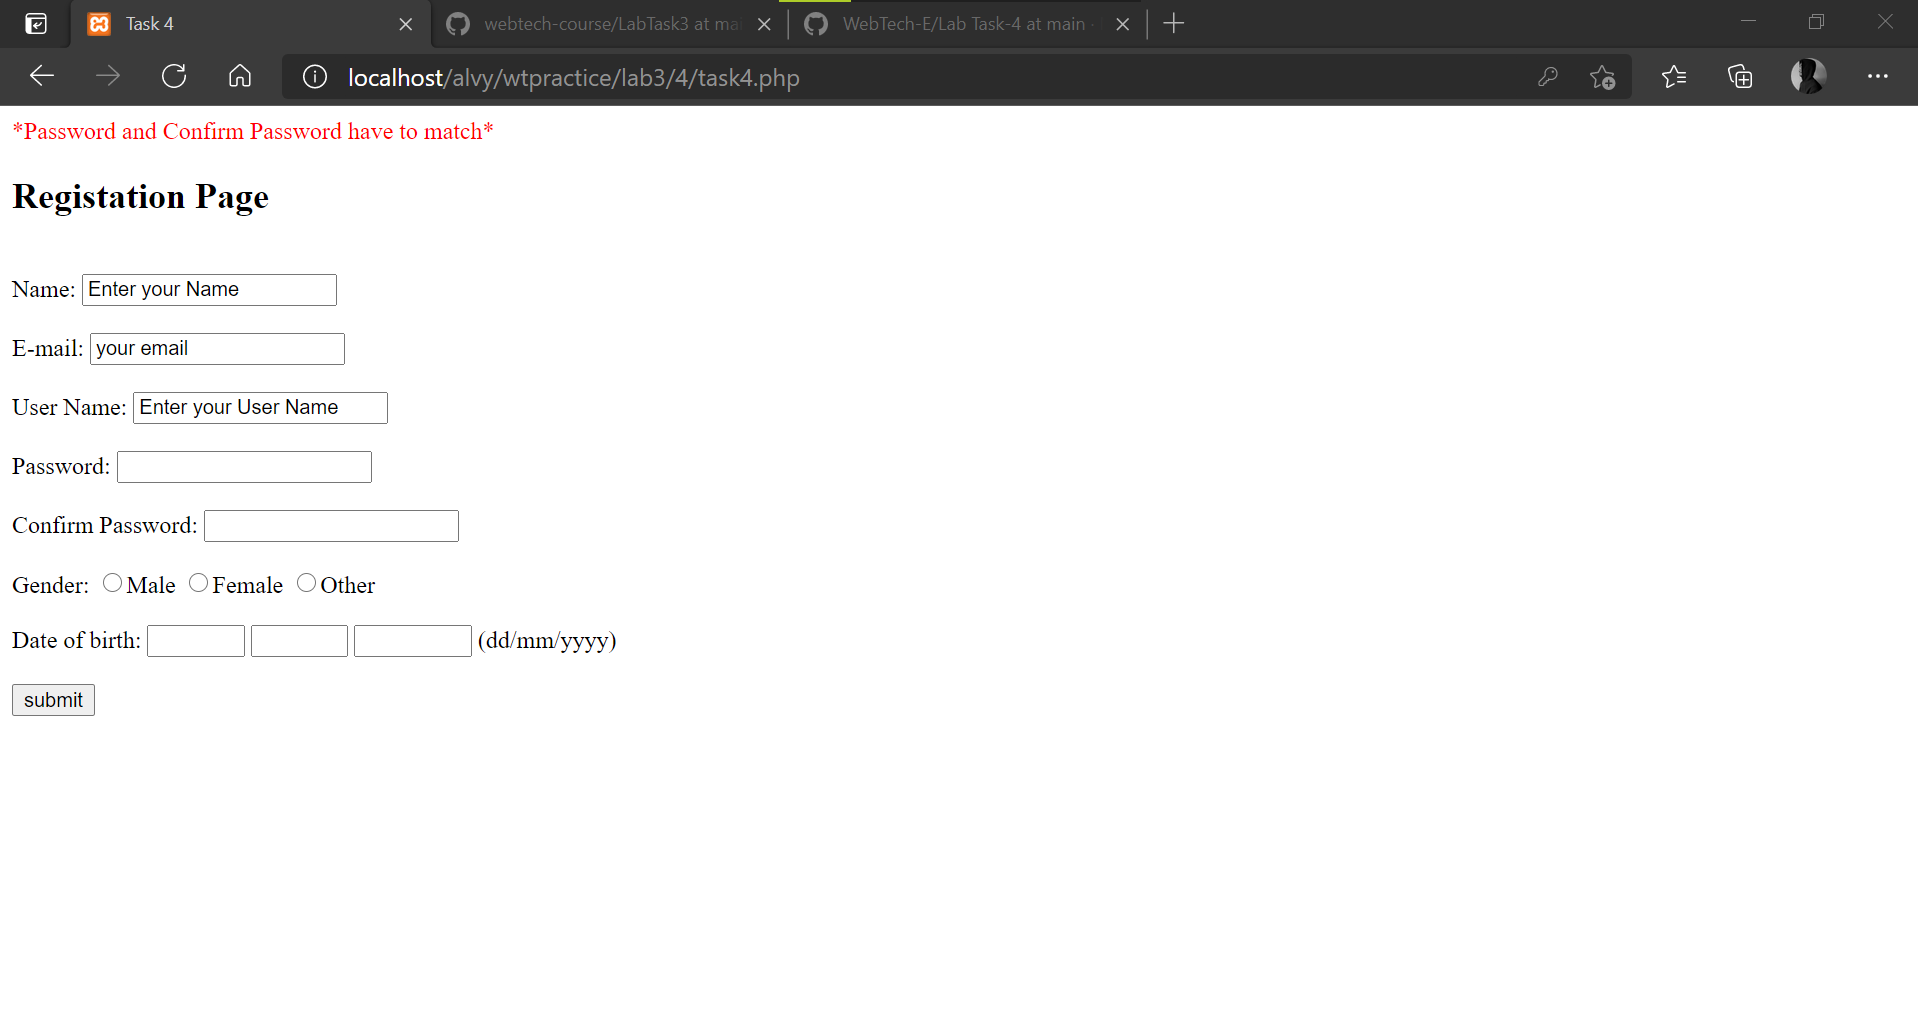 Task 4
webtech-course/LabTask3 at mai
WebTech-E/Lab Task-4 at main ·
localhost/alvy/wtpractice/lab3/4/task4.php
*Password and Confirm Password have to match*
Registation Page
Name: Enter your Name
E-mail: your email
User Name: Enter your User Name
Password:
Confirm Password:
Gender: Male Female Other
Date of birth: (dd/mm/yyyy)
submit